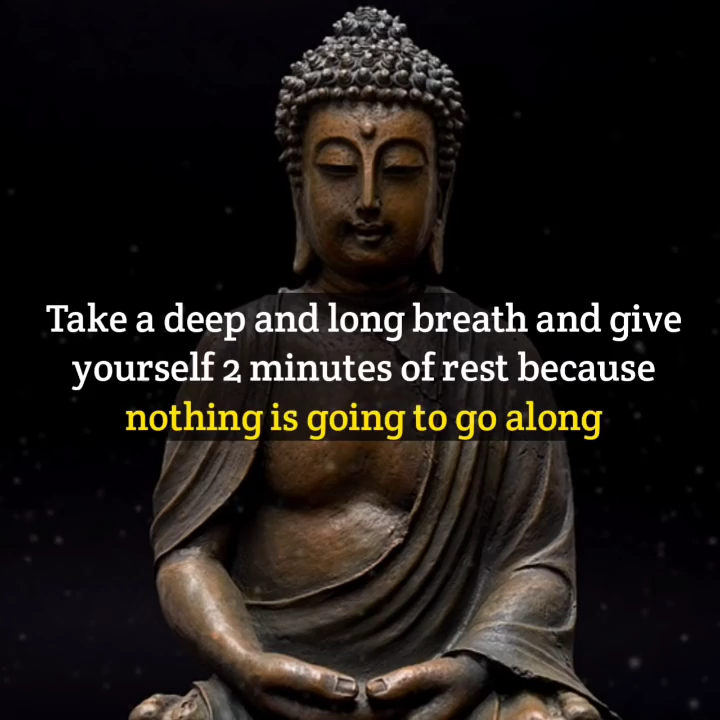 Take a deep and long breath and give
yourself 2 minutes of rest because
nothing is going to go along